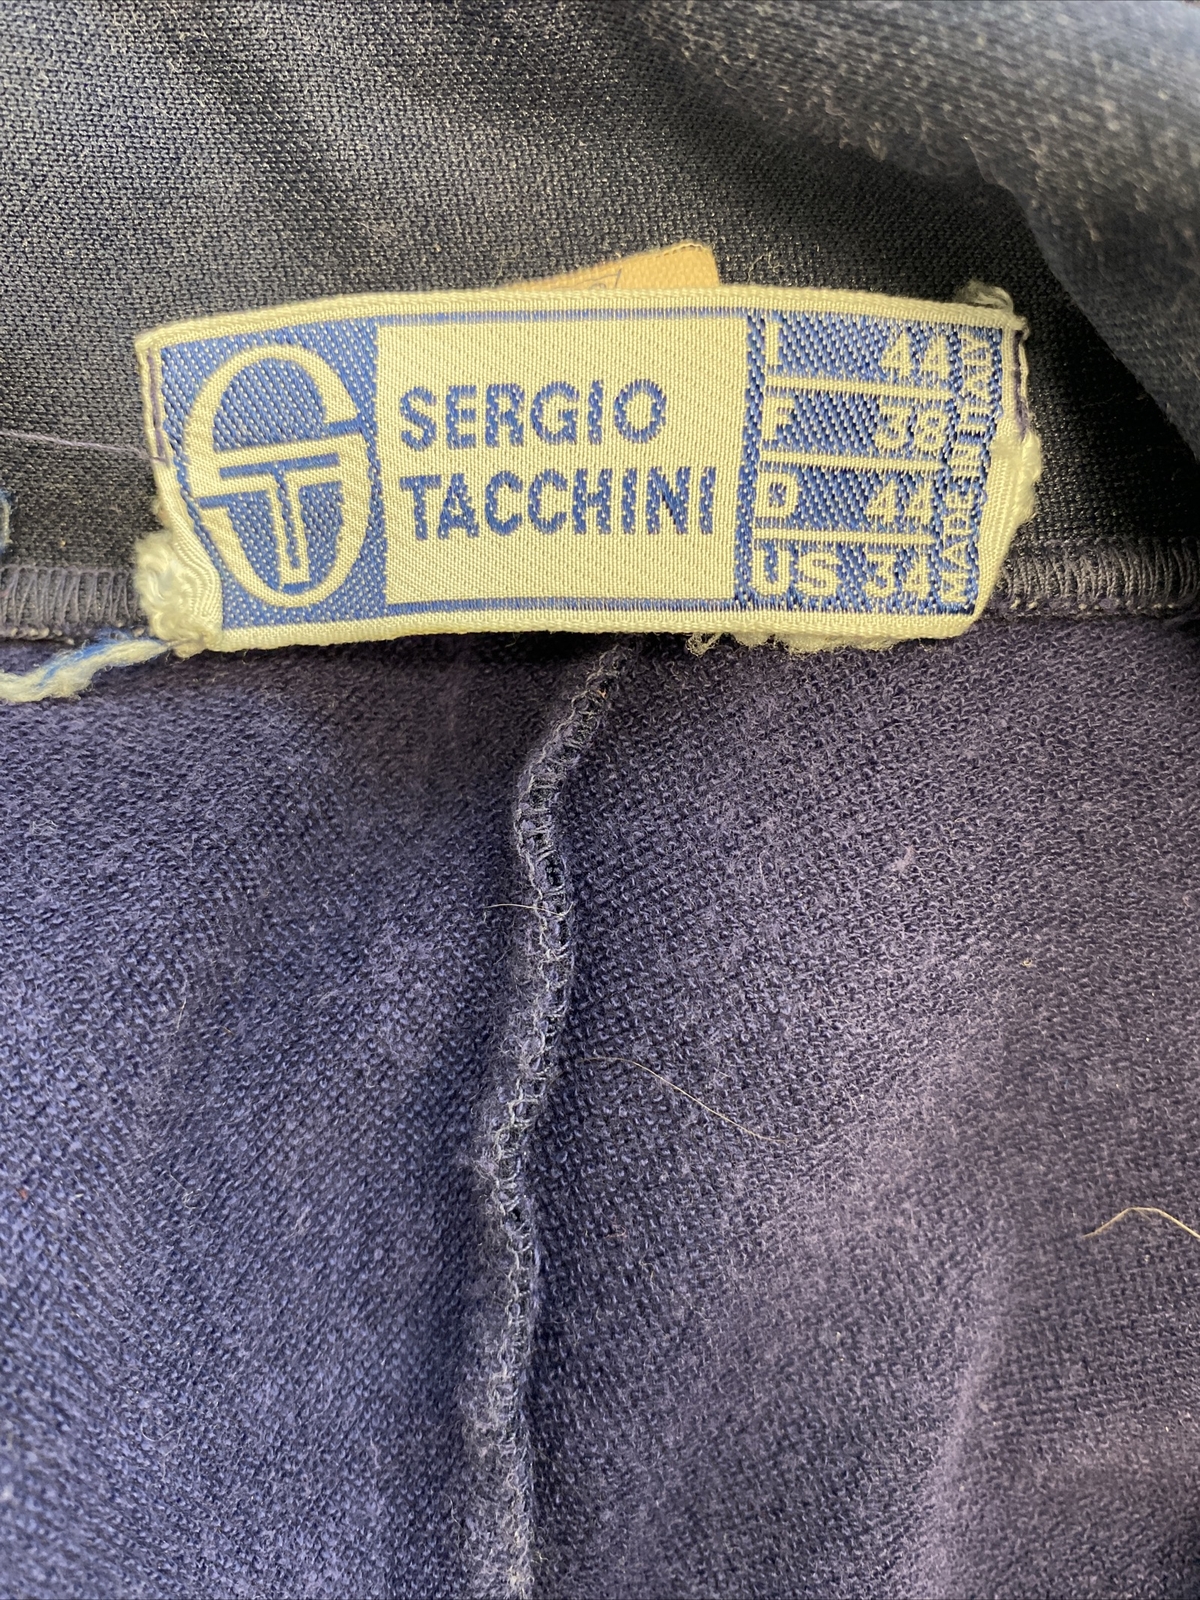 SERGIO
TACCHINI
I 44
F 38
D 44
US 34
MADE IN ITALY